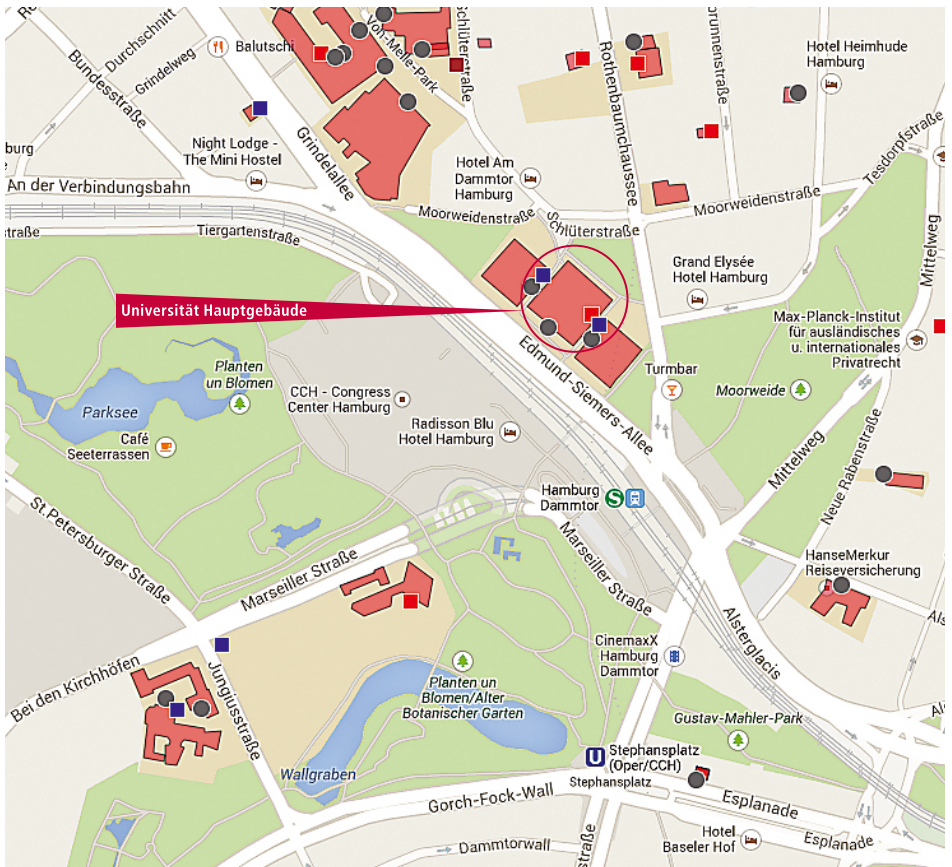 Durchschnitt
Grindelweg
Bundesstraße
Balutschi
Von-Melle-Park
Schlüterstraße
Rothenbaumchaussee
Hotel Heimhude
Hamburg
Tesdorpfstraße
Night Lodge -
The Mini Hostel
Grindelallee
Hotel Am
Dammtor
Hamburg
An der Verbindungsbahn
Moorweidenstraße
Moorweidenstraße
Mittelweg
Tiergartenstraße
Schlüterstraße
Grand Elysée
Hotel Hamburg
Universität Hauptgebäude
Max-Planck-Institut
für ausländisches
u. internationales
Privatrecht
Edmund-Siemers-Allee
Turmbar
Moorweide
Planten
un Blomen
Parksee
CCH - Congress
Center Hamburg
Radisson Blu
Hotel Hamburg
Café
Seeterrassen
Mittelweg
Neue Rabenstraße
Hamburg
Dammtor
S
St.Petersburger Straße
Marseiller Straße
Marseiller Straße
HanseMerkur
Reiseversicherung
Alsterglacis
CinemaxX
Hamburg
Dammtor
Bei den Kirchhöfen
Jungiusstraße
Planten un
Blomen/Alter
Botanischer Garten
Gustav-Mahler-Park
Wallgraben
U
Stephansplatz
(Oper/CCH)
Stephansplatz
Gorch-Fock-Wall
Esplanade
Esplanade
Dammtorwall
Hotel
Baseler Hof